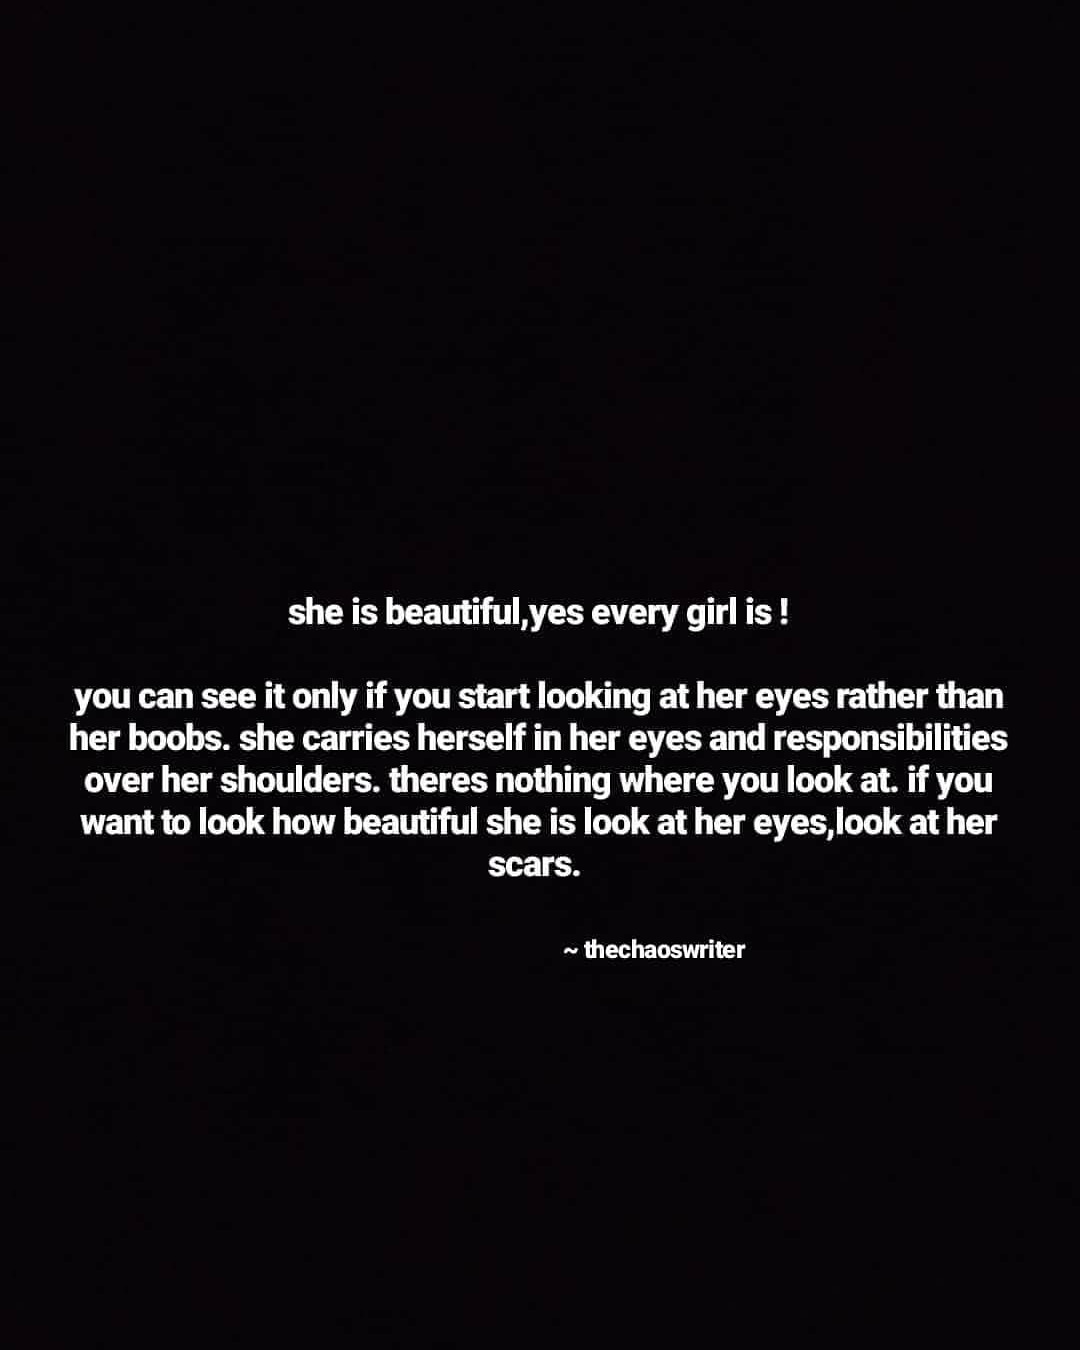 she is beautiful,yes every girl is !
you can see it only if you start looking at her eyes rather than
her boobs. she carries herself in her eyes and responsibilities
over her shoulders. theres nothing where you look at. if you
want to look how beautiful she is look at her eyes,look at her
scars.
~ thechaoswriter